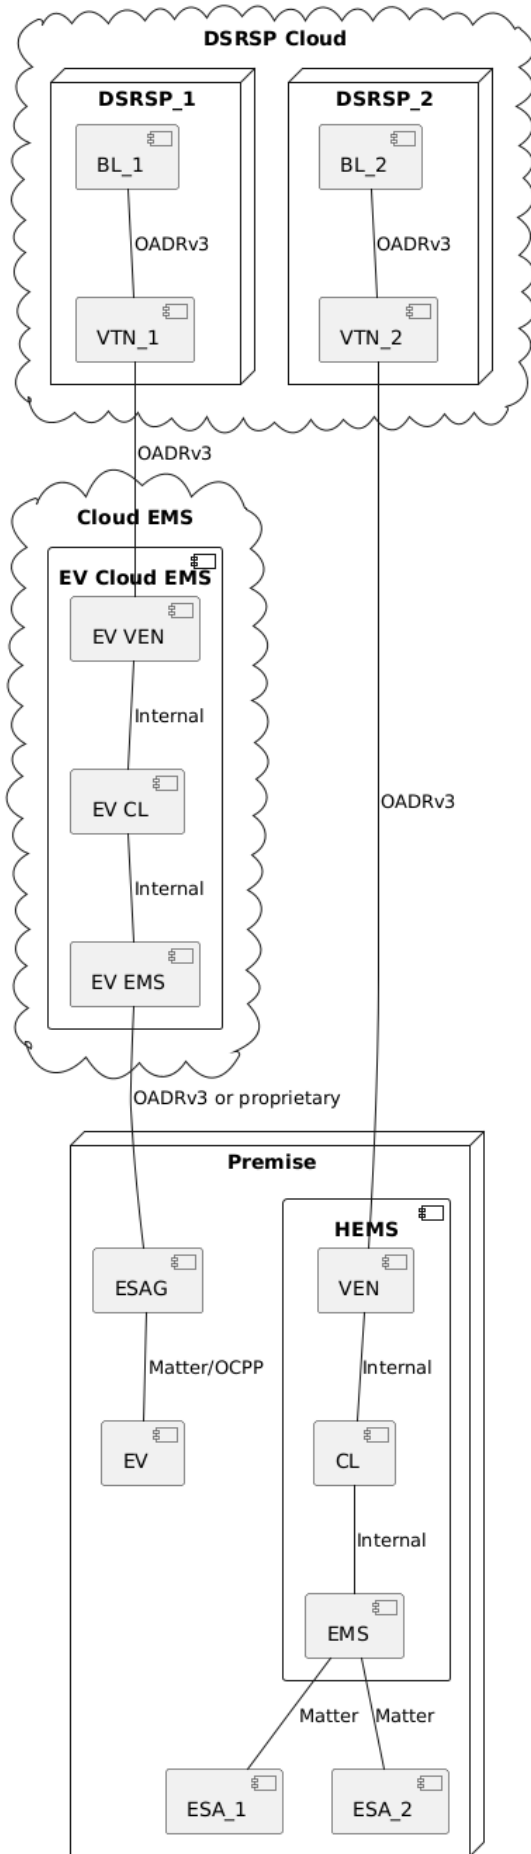 DSRSP Cloud
DSRSP_1
DSRSP_2
BL_1
BL_2
OADRv3
OADRv3
VTN_1
VTN_2
OADRv3
Cloud EMS
EV Cloud EMS
EV VEN
Internal
EV CL
OADRv3
Internal
EV EMS
OADRv3 or proprietary
Premise
HEMS
ESAG
VEN
Matter/OCPP
Internal
EV
CL
Internal
EMS
Matter
Matter
ESA_1
ESA_2